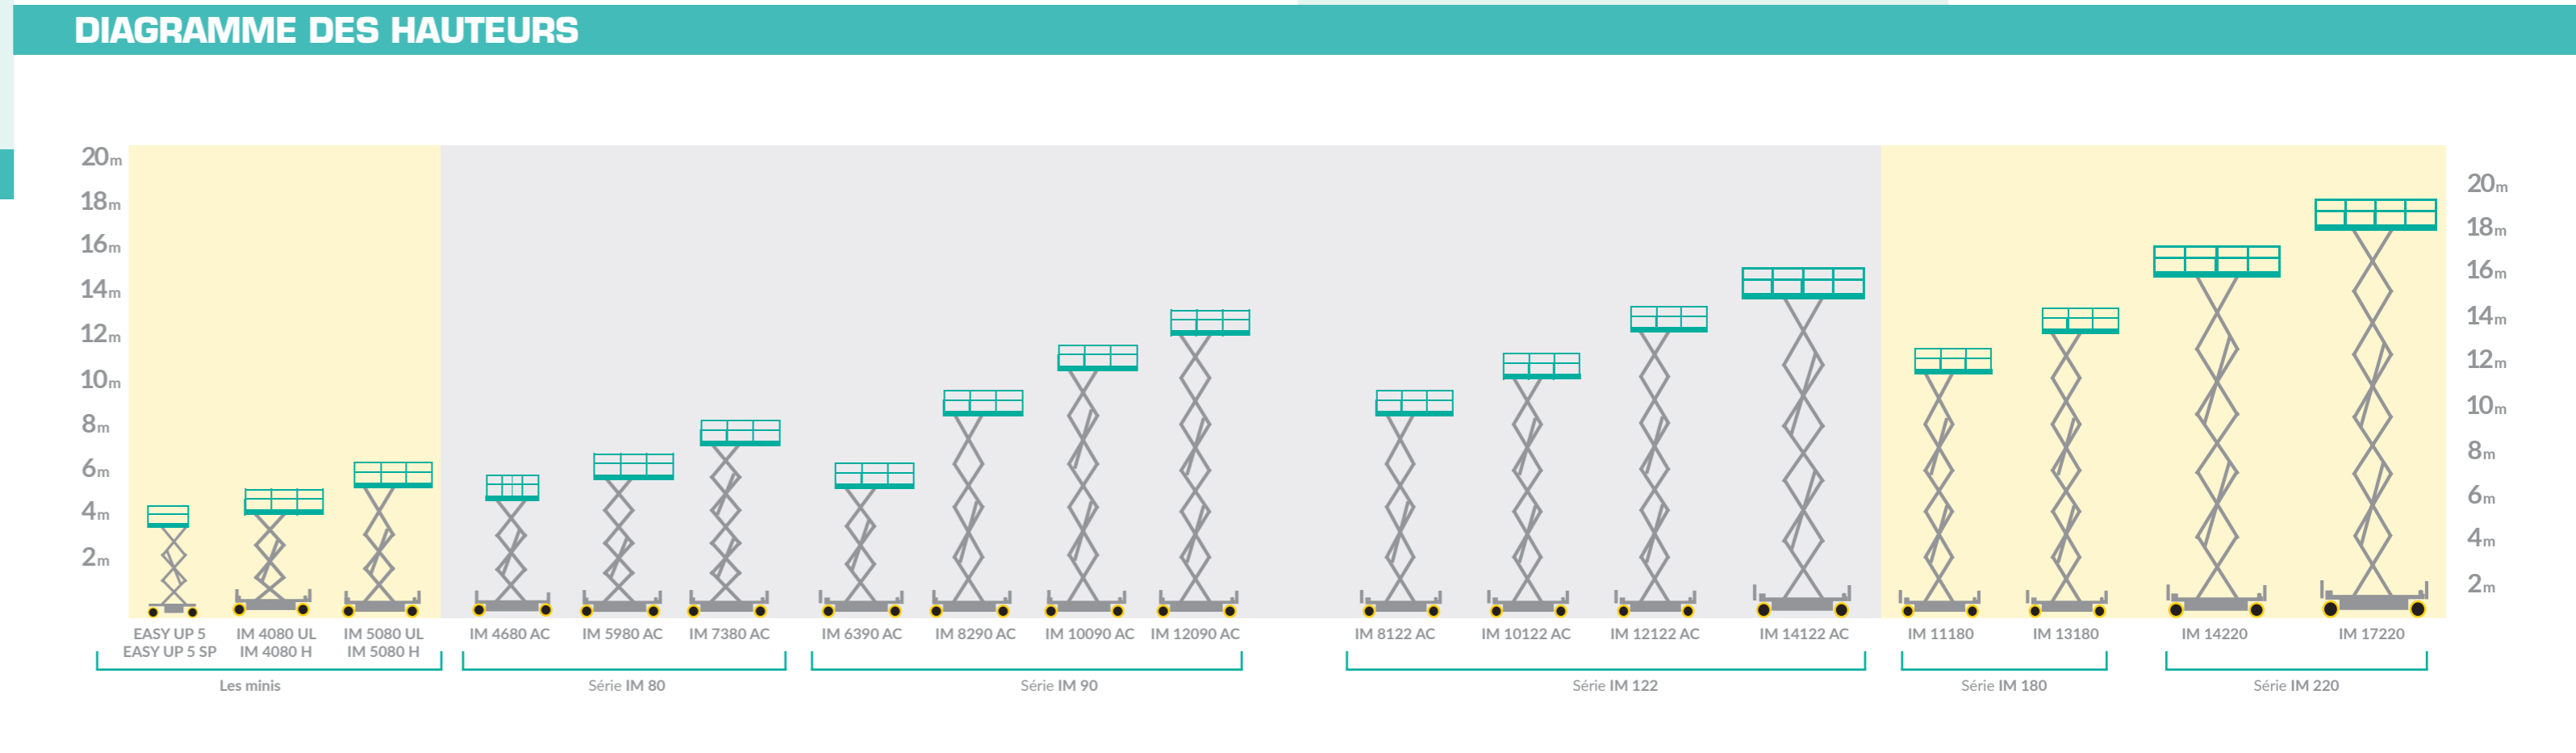 DIAGRAMME DES HAUTEURS
20m
18m
16m
14m
12m
10m
8m
6m
4m
2m
20m
18m
16m
14m
12m
10m
8m
6m
4m
2m
EASY UP 5
EASY UP 5 SP
IM 4080 UL
IM 4080 H
IM 5080 UL
IM 5080 H
IM 4680 AC
IM 5980 AC
IM 7380 AC
IM 6390 AC
IM 8290 AC
IM 10090 AC
IM 12090 AC
IM 8122 AC
IM 10122 AC
IM 12122 AC
IM 14122 AC
IM 11180
IM 13180
IM 14220
IM 17220
Les minis
Série IM 80
Série IM 90
Série IM 122
Série IM 180
Série IM 220